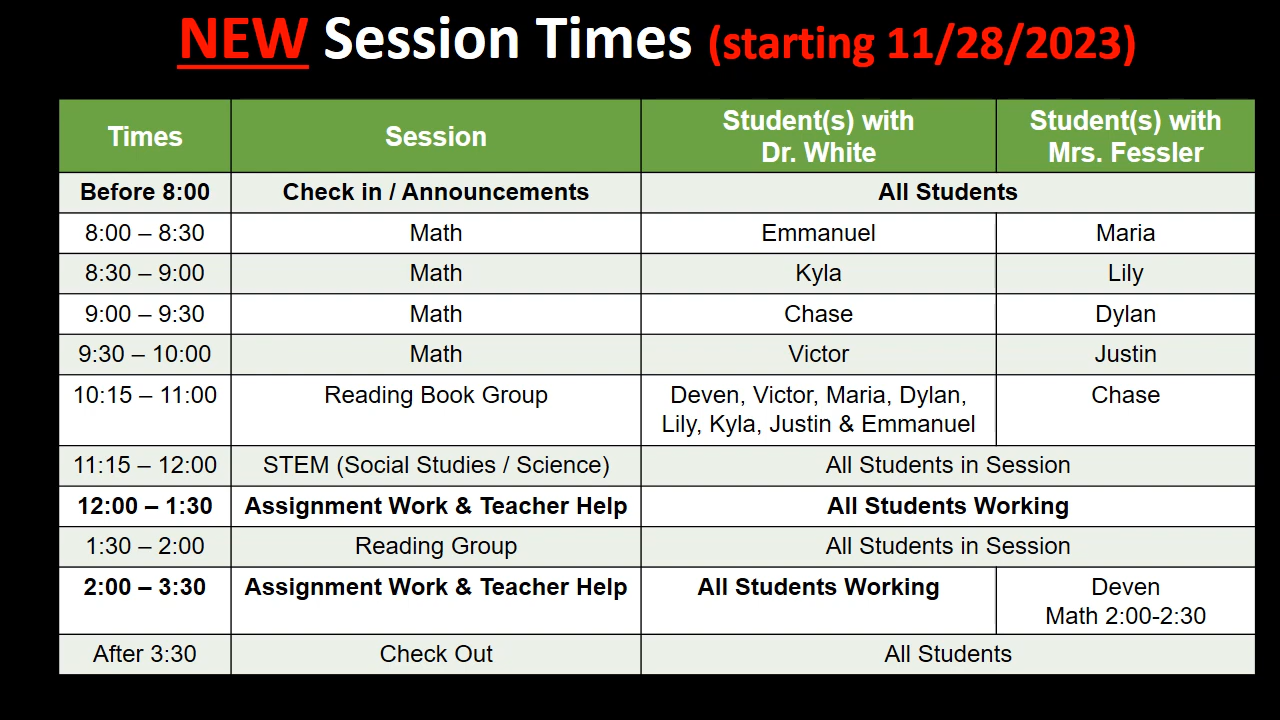 NEW Session Times (starting 11/28/2023)
Times Session Student(s) with Dr. White Student(s) with Mrs. Fessler
Before 8:00 Check in / Announcements All Students
8:00 – 8:30 Math Emmanuel Maria
8:30 – 9:00 Math Kyla Lily
9:00 – 9:30 Math Chase Dylan
9:30 – 10:00 Math Victor Justin
10:15 – 11:00 Reading Book Group Deven, Victor, Maria, Dylan, Chase
Lily, Kyla, Justin & Emmanuel
11:15 – 12:00 STEM (Social Studies / Science) All Students in Session
12:00 – 1:30 Assignment Work & Teacher Help All Students Working
1:30 – 2:00 Reading Group All Students in Session
2:00 – 3:30 Assignment Work & Teacher Help All Students Working Deven
Math 2:00-2:30
After 3:30 Check Out All Students